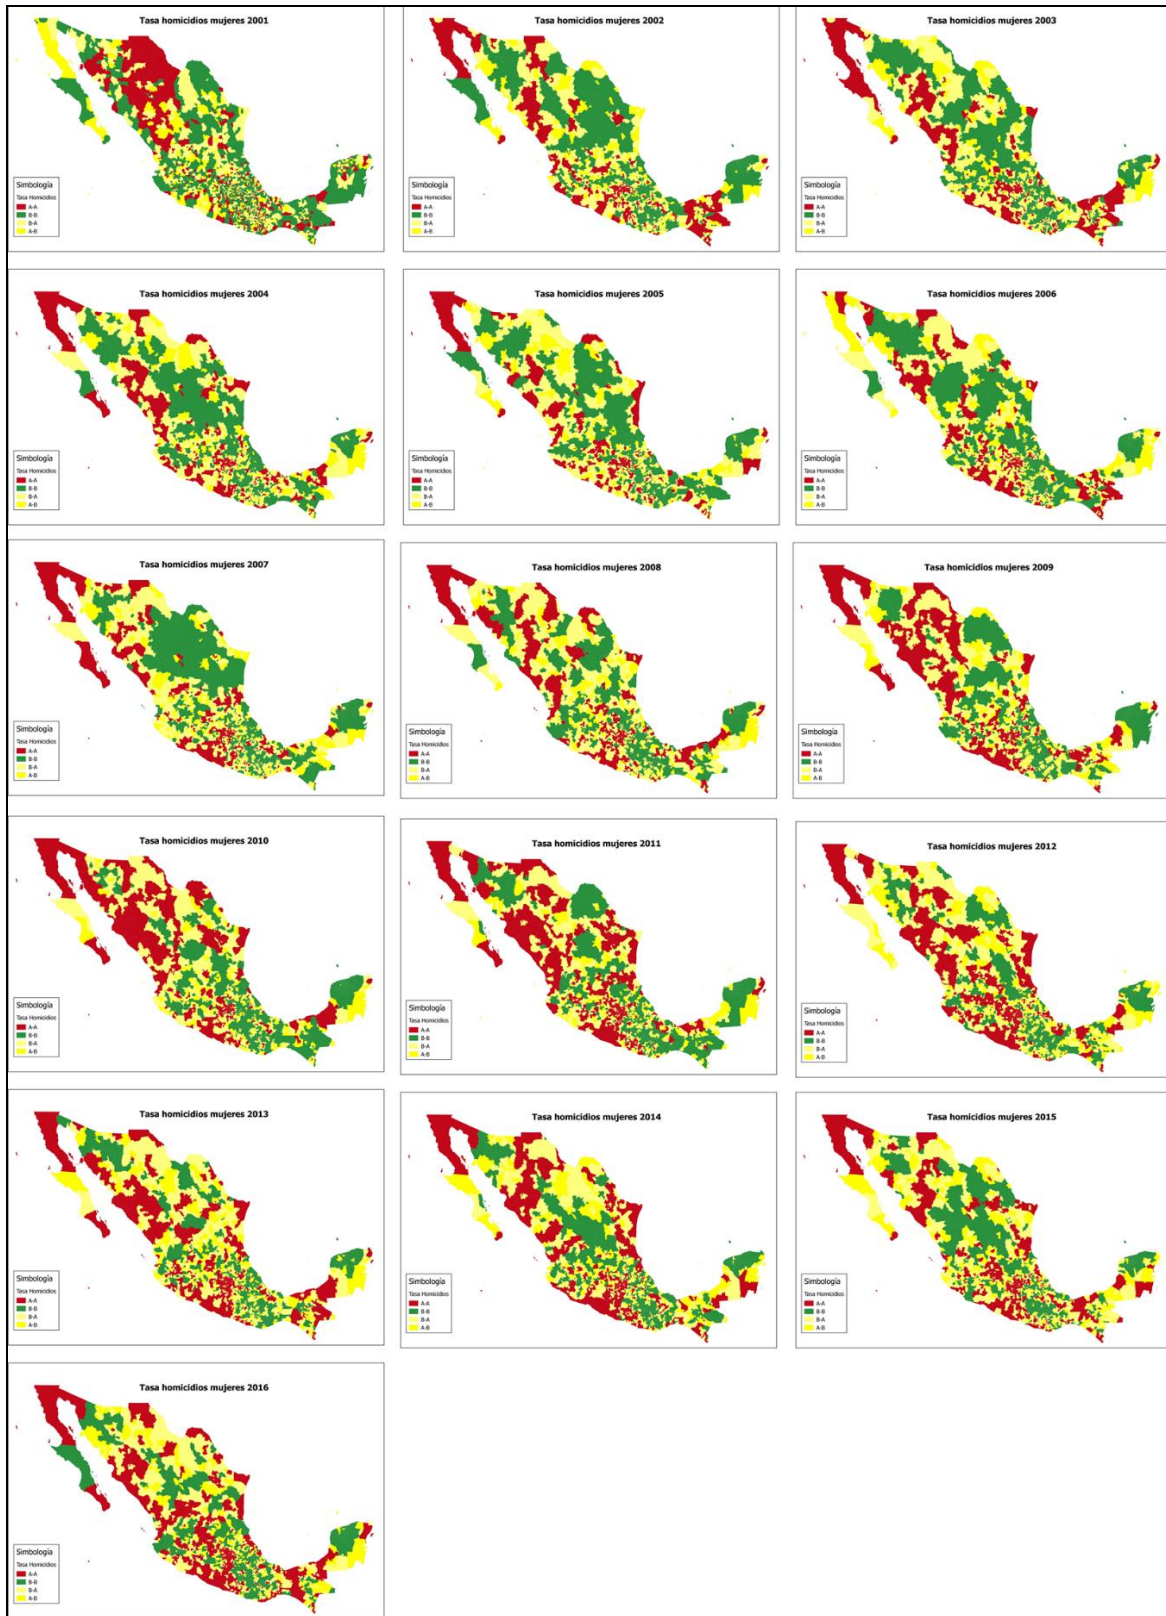 Tasa homicidios mujeres 2001
Simbología
Tasa Homicidios
A-A
B-B
B-A
A-B
Tasa homicidios mujeres 2002
Simbología
Tasa Homicidios
A-A
B-B
B-A
A-B
Tasa homicidios mujeres 2003
Simbología
Tasa Homicidios
A-A
B-B
B-A
A-B
Tasa homicidios mujeres 2004
Simbología
Tasa Homicidios
A-A
B-B
B-A
A-B
Tasa homicidios mujeres 2005
Simbología
Tasa Homicidios
A-A
B-B
B-A
A-B
Tasa homicidios mujeres 2006
Simbología
Tasa Homicidios
A-A
B-B
B-A
A-B
Tasa homicidios mujeres 2007
Simbología
Tasa Homicidios
A-A
B-B
B-A
A-B
Tasa homicidios mujeres 2008
Simbología
Tasa Homicidios
A-A
B-B
B-A
A-B
Tasa homicidios mujeres 2009
Simbología
Tasa Homicidios
A-A
B-B
B-A
A-B
Tasa homicidios mujeres 2010
Simbología
Tasa Homicidios
A-A
B-B
B-A
A-B
Tasa homicidios mujeres 2011
Simbología
Tasa Homicidios
A-A
B-B
B-A
A-B
Tasa homicidios mujeres 2012
Simbología
Tasa Homicidios
A-A
B-B
B-A
A-B
Tasa homicidios mujeres 2013
Simbología
Tasa Homicidios
A-A
B-B
B-A
A-B
Tasa homicidios mujeres 2014
Simbología
Tasa Homicidios
A-A
B-B
B-A
A-B
Tasa homicidios mujeres 2015
Simbología
Tasa Homicidios
A-A
B-B
B-A
A-B
Tasa homicidios mujeres 2016
Simbología
Tasa Homicidios
A-A
B-B
B-A
A-B